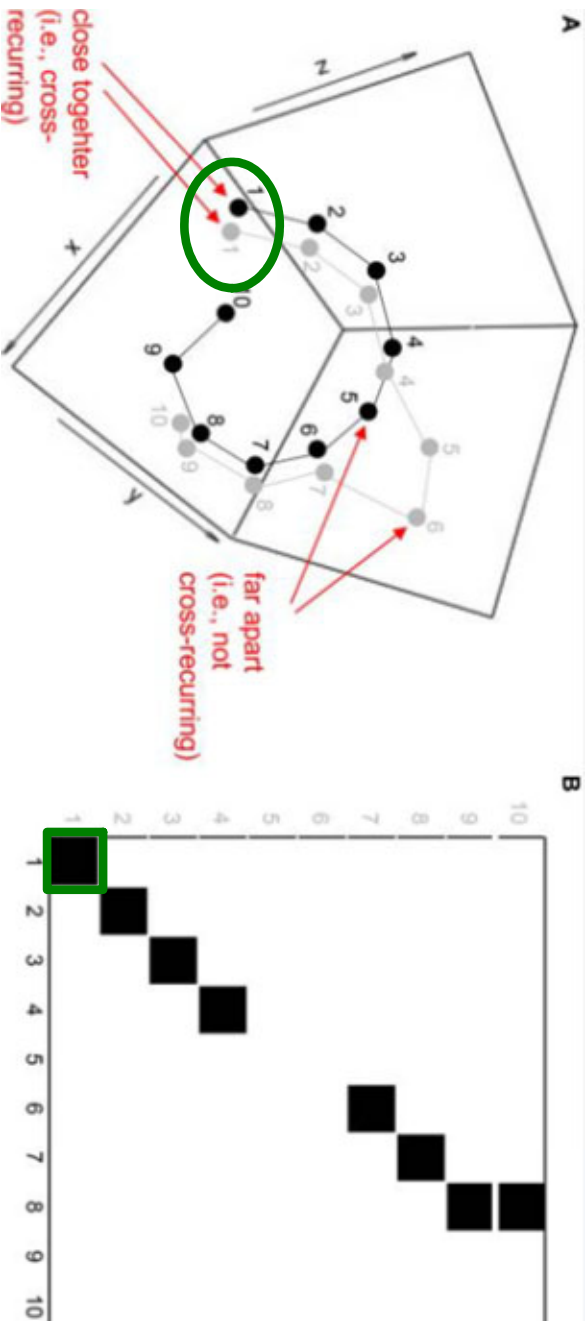 A
z
x
y
close togehter
(i.e., cross-
recurring)
1
2
3
4
5
6
7
8
9
10
1
2
3
4
5
6
7
8
9
10
far apart
(i.e., not
cross-recurring)
B
10
9
8
7
6
5
4
3
2
1
1 2 3 4 5 6 7 8 9 10